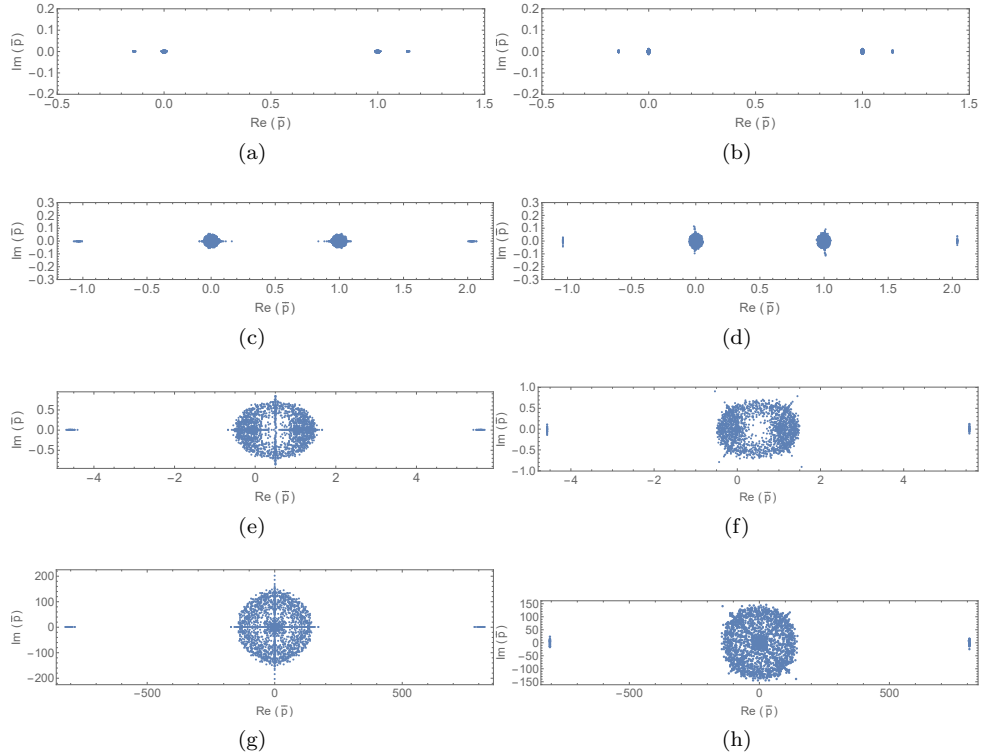 0.2
0.1
0.0
−0.1
−0.2
Im (p̄)
−0.5 0.0 0.5 1.0 1.5
Re (p̄)
(a)
0.2
0.1
0.0
−0.1
−0.2
Im (p̄)
−0.5 0.0 0.5 1.0 1.5
Re (p̄)
(b)
0.3
0.2
0.1
0.0
−0.1
−0.2
−0.3
Im (p̄)
−1.0 −0.5 0.0 0.5 1.0 1.5 2.0
Re (p̄)
(c)
0.3
0.2
0.1
0.0
−0.1
−0.2
−0.3
Im (p̄)
−1.0 −0.5 0.0 0.5 1.0 1.5 2.0
Re (p̄)
(d)
0.5
0.0
−0.5
Im (p̄)
−4 −2 0 2 4
Re (p̄)
(e)
1.0
0.5
0.0
−0.5
−1.0
Im (p̄)
−4 −2 0 2 4
Re (p̄)
(f)
200
100
0
−100
−200
Im (p̄)
−500 0 500
Re (p̄)
(g)
150
100
50
0
−50
−100
−150
Im (p̄)
−500 0 500
Re (p̄)
(h)